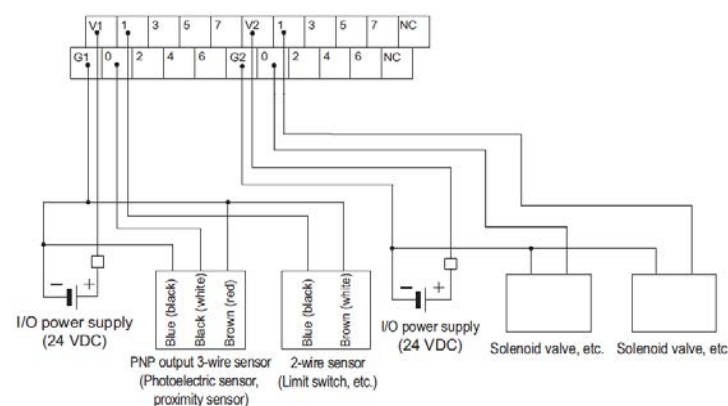 V1 1 3 5 7 V2 1 3 5 7 NC
G1 0 2 4 6 G2 0 2 4 6 NC
− +
I/O power supply
(24 VDC)
Blue (black)
Black (white)
Brown (red)
PNP output 3-wire sensor
(Photoelectric sensor,
proximity sensor)
Blue (black)
Brown (white)
2-wire sensor
(Limit switch, etc.)
− +
I/O power supply
(24 VDC)
Solenoid valve, etc.
Solenoid valve, etc